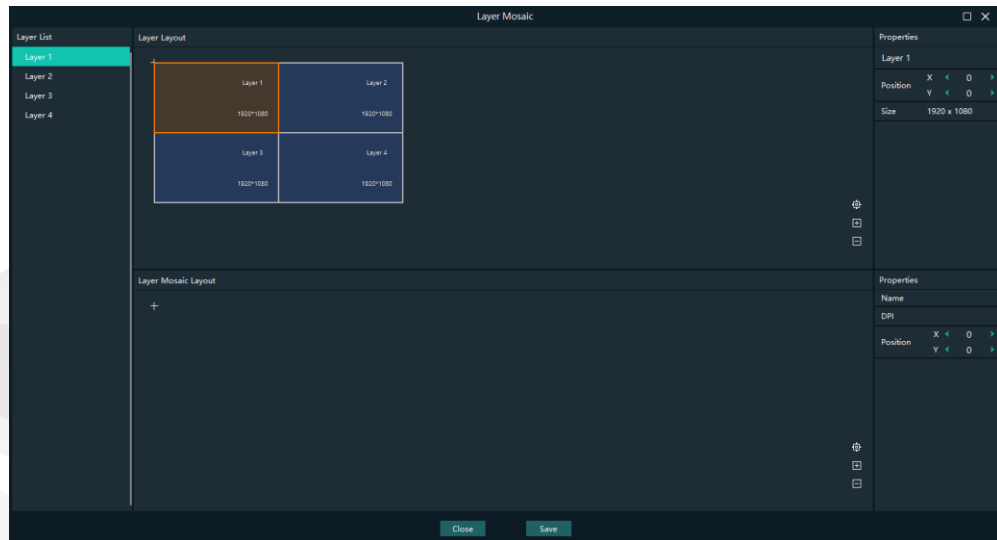 Layer Mosaic
Layer List
Layer 1
Layer 2
Layer 3
Layer 4
Layer Layout
Layer 1
1920*1080
Layer 2
1920*1080
Layer 3
1920*1080
Layer 4
1920*1080
Properties
Layer 1
Position X 0
Y 0
Size 1920 x 1080
Layer Mosaic Layout
Properties
Name
DPI
Position X 0
Y 0
Close Save